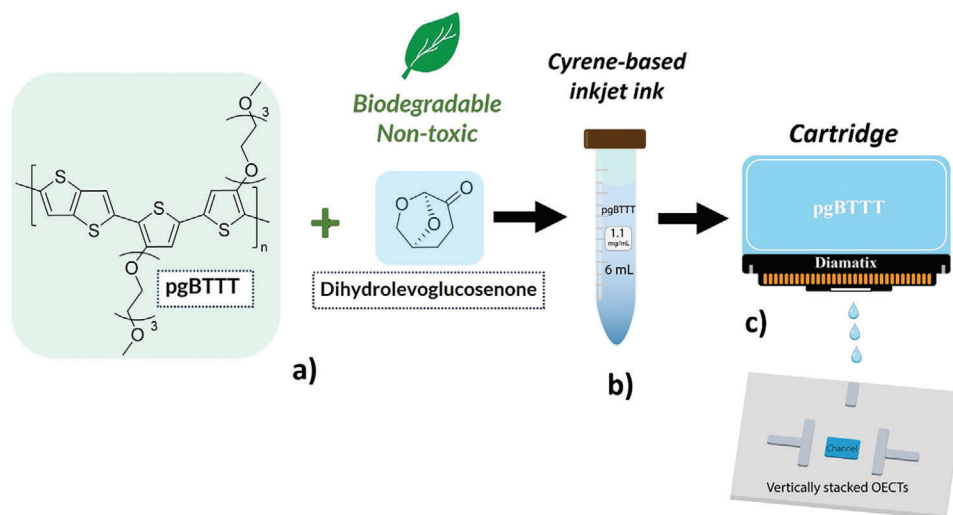 O
3
O
O
S
S
S
S
n
O
O
3
O
pgBTTT
a)
Biodegradable
Non-toxic
+
O
O
O
Dihydrolevoglucosenone
Cyrene-based
inkjet ink
pgBTTT
1.1
mg/mL
6 mL
b)
Cartridge
pgBTTT
Diamatix
c)
Channel
Vertically stacked OECTs